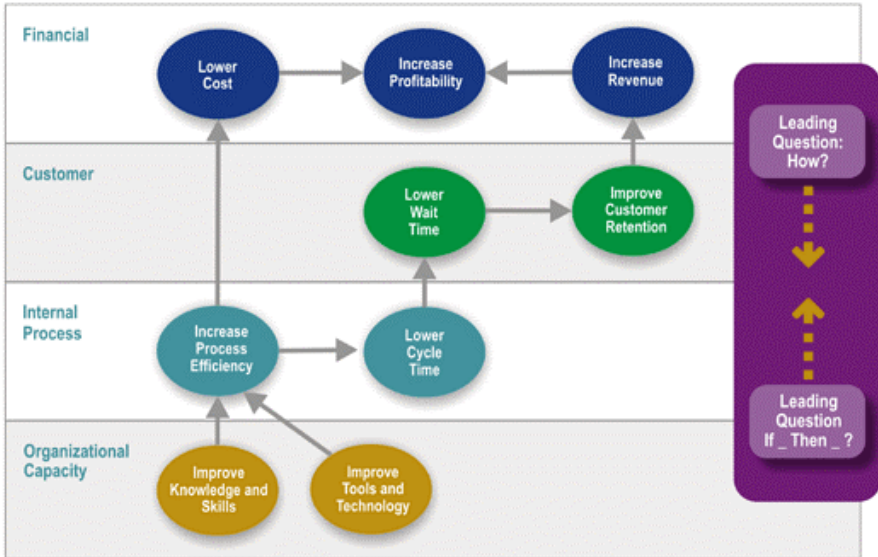 Financial
Lower
Cost
Increase
Profitability
Increase
Revenue
Leading
Question:
How?
Customer
Lower
Wait
Time
Improve
Customer
Retention
Internal
Process
Increase
Process
Efficiency
Lower
Cycle
Time
Leading
Question
If _ Then _ ?
Organizational
Capacity
Improve
Knowledge and
Skills
Improve
Tools and
Technology